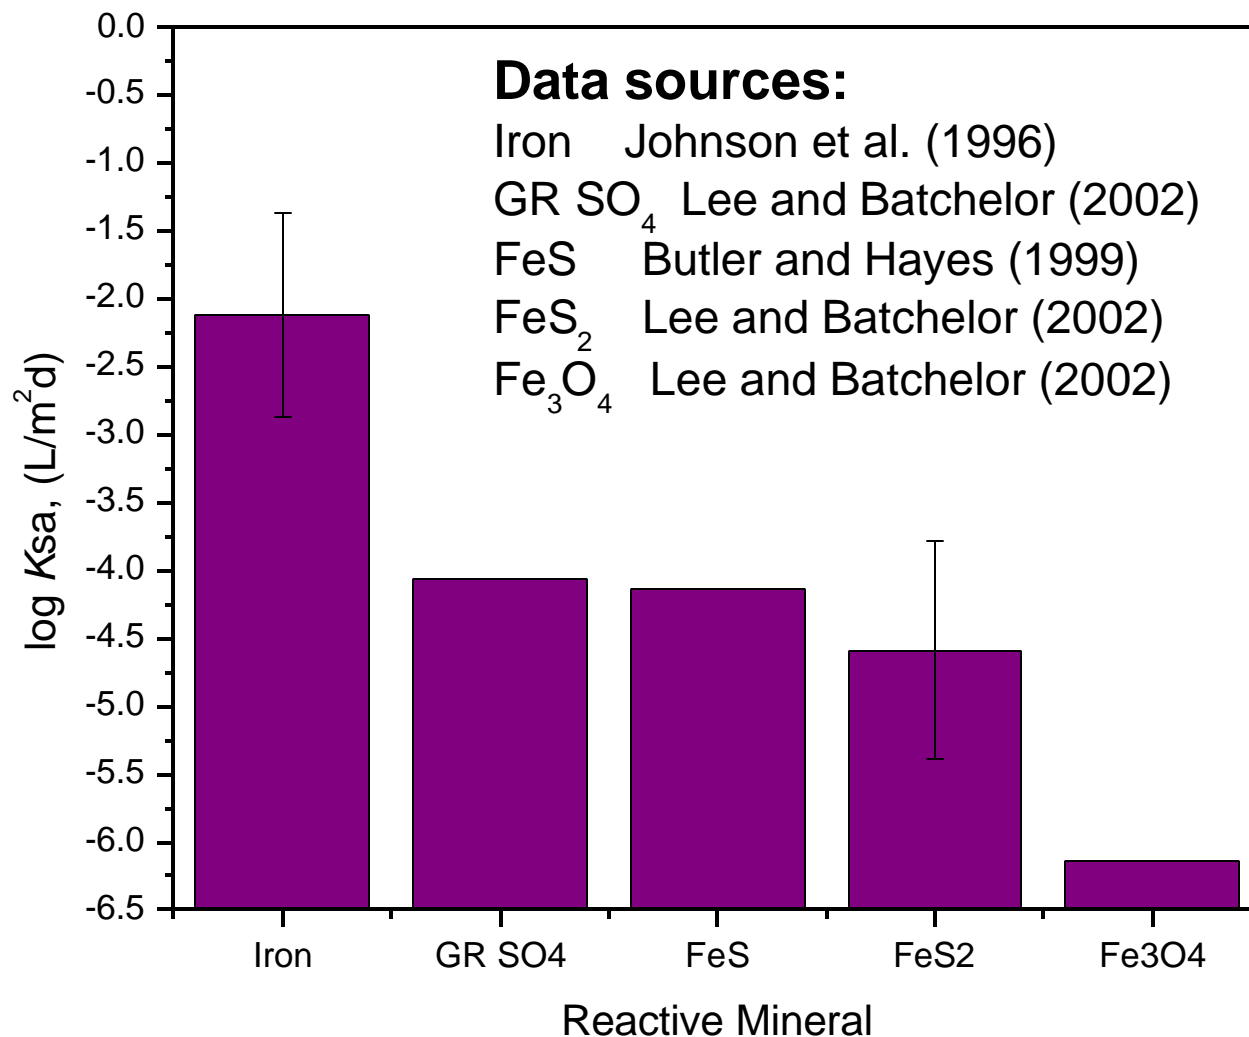 0.0
-0.5
-1.0
-1.5
-2.0
-2.5
-3.0
-3.5
-4.0
-4.5
-5.0
-5.5
-6.0
-6.5
log Ksa, (L/m²d)
Data sources:
Iron Johnson et al. (1996)
GR SO₄ Lee and Batchelor (2002)
FeS Butler and Hayes (1999)
FeS₂ Lee and Batchelor (2002)
Fe₃O₄ Lee and Batchelor (2002)
Iron GR SO4 FeS FeS2 Fe3O4
Reactive Mineral